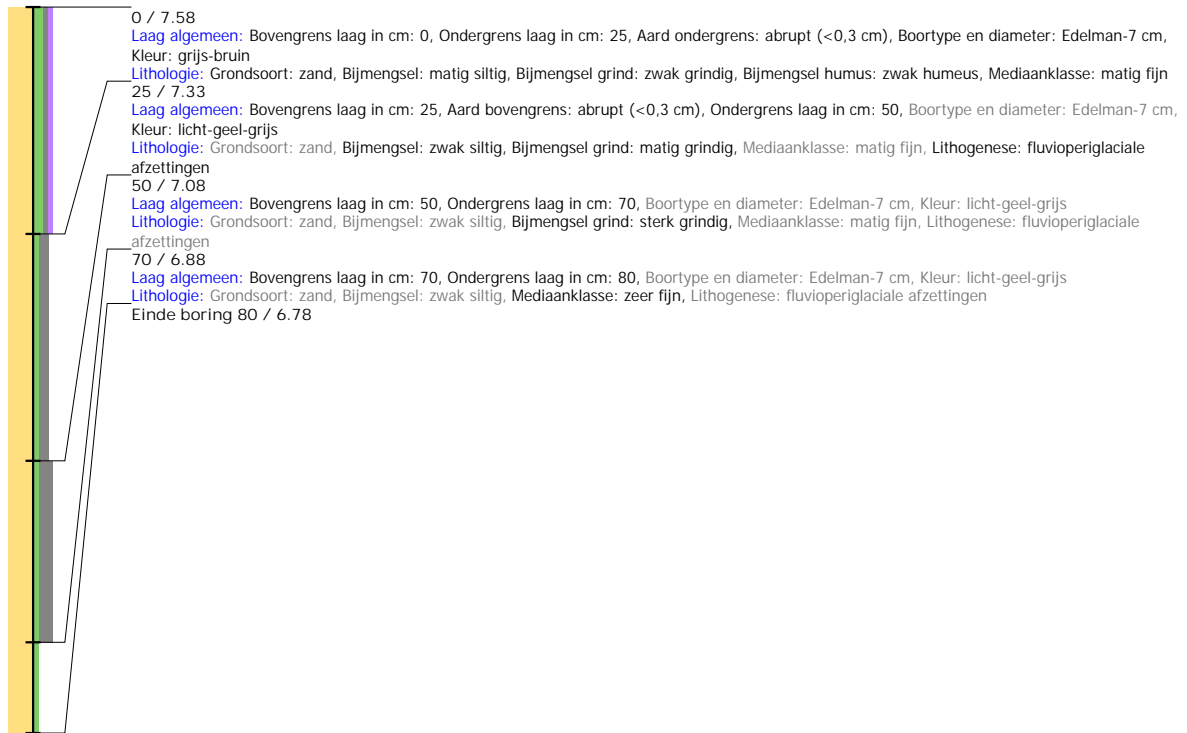 0 / 7.58
Laag algemeen: Bovengrens laag in cm: 0, Ondergrens laag in cm: 25, Aard ondergrens: abrupt (<0,3 cm), Boortype en diameter: Edelman-7 cm,
Kleur: grijs-bruin
Lithologie: Grondsoort: zand, Bijmengsel: matig siltig, Bijmengsel grind: zwak grindig, Bijmengsel humus: zwak humeus, Mediaanklasse: matig fijn
25 / 7.33
Laag algemeen: Bovengrens laag in cm: 25, Aard bovengrens: abrupt (<0,3 cm), Ondergrens laag in cm: 50, Boortype en diameter: Edelman-7 cm,
Kleur: licht-geel-grijs
Lithologie: Grondsoort: zand, Bijmengsel: zwak siltig, Bijmengsel grind: matig grindig, Mediaanklasse: matig fijn, Lithogenese: fluvioperiglaciale
afzettingen
50 / 7.08
Laag algemeen: Bovengrens laag in cm: 50, Ondergrens laag in cm: 70, Boortype en diameter: Edelman-7 cm, Kleur: licht-geel-grijs
Lithologie: Grondsoort: zand, Bijmengsel: zwak siltig, Bijmengsel grind: sterk grindig, Mediaanklasse: matig fijn, Lithogenese: fluvioperiglaciale
afzettingen
70 / 6.88
Laag algemeen: Bovengrens laag in cm: 70, Ondergrens laag in cm: 80, Boortype en diameter: Edelman-7 cm, Kleur: licht-geel-grijs
Lithologie: Grondsoort: zand, Bijmengsel: zwak siltig, Mediaanklasse: zeer fijn, Lithogenese: fluvioperiglaciale afzettingen
Einde boring 80 / 6.78